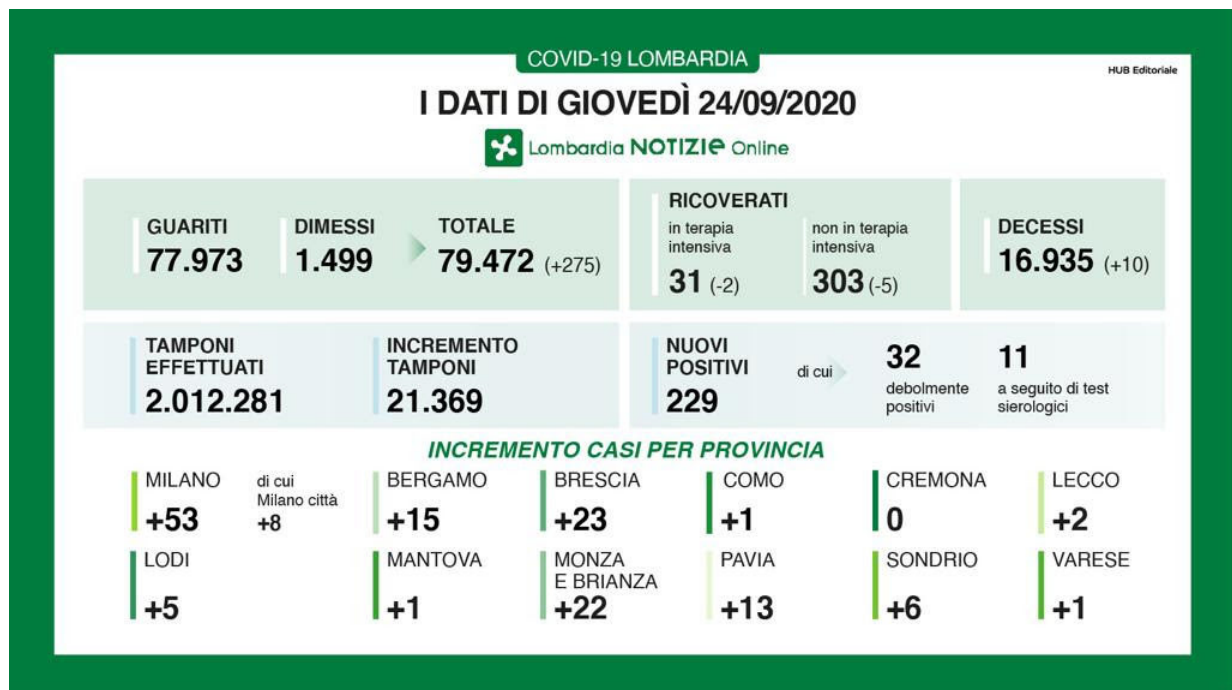 COVID-19 LOMBARDIA
HUB Editoriale
I DATI DI GIOVEDÌ 24/09/2020
Lombardia NOTIZIE Online
GUARITI
77.973
DIMESSI
1.499
TOTALE
79.472 (+275)
RICOVERATI
in terapia
intensiva
31 (-2)
non in terapia
intensiva
303 (-5)
DECESSI
16.935 (+10)
TAMPONI
EFFETTUATI
2.012.281
INCREMENTO
TAMPONI
21.369
NUOVI
POSITIVI
229
di cui
32
debolmente
positivi
11
a seguito di test
sierologici
INCREMENTO CASI PER PROVINCIA
MILANO
+53
di cui
Milano città
+8
BERGAMO
+15
BRESCIA
+23
COMO
+1
CREMONA
0
LECCO
+2
LODI
+5
MANTOVA
+1
MONZA
E BRIANZA
+22
PAVIA
+13
SONDRIO
+6
VARESE
+1